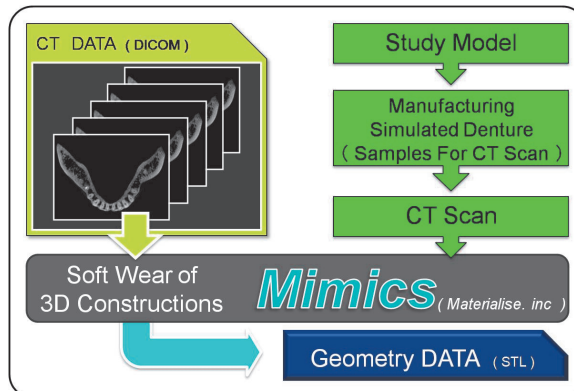 CT DATA ( DICOM )
Study Model
Manufacturing
Simulated Denture
( Samples For CT Scan )
CT Scan
Soft Wear of
3D Constructions
Mimics ( Materialise. inc )
Geometry DATA ( STL )